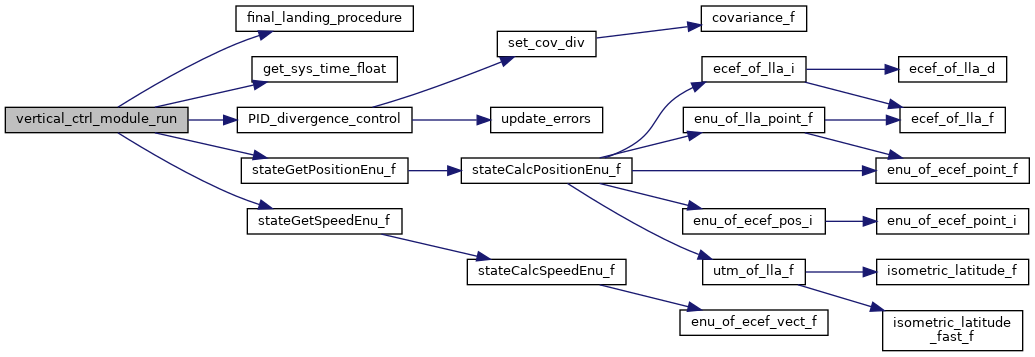 final_landing_procedure
covariance_f
set_cov_div
get_sys_time_float
ecef_of_lla_i
ecef_of_lla_d
vertical_ctrl_module_run
PID_divergence_control
update_errors
enu_of_lla_point_f
ecef_of_lla_f
stateGetPositionEnu_f
stateCalcPositionEnu_f
enu_of_ecef_point_f
stateGetSpeedEnu_f
enu_of_ecef_pos_i
enu_of_ecef_point_i
stateCalcSpeedEnu_f
utm_of_lla_f
isometric_latitude_f
enu_of_ecef_vect_f
isometric_latitude
_fast_f